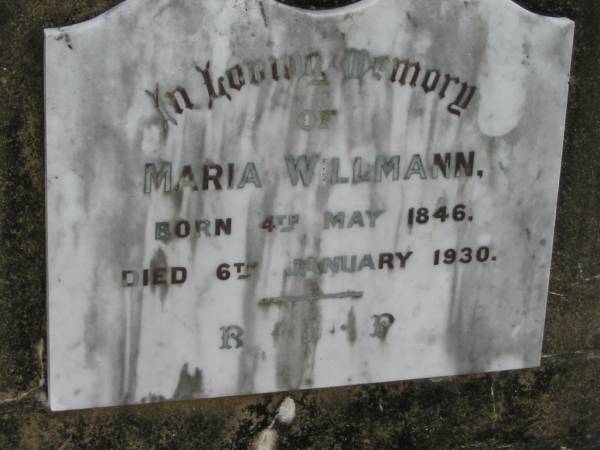 In Loving Memory
OF
MARIA WILLMANN,
BORN 4TH MAY 1846.
DIED 6TH JANUARY 1930.
R · I · P